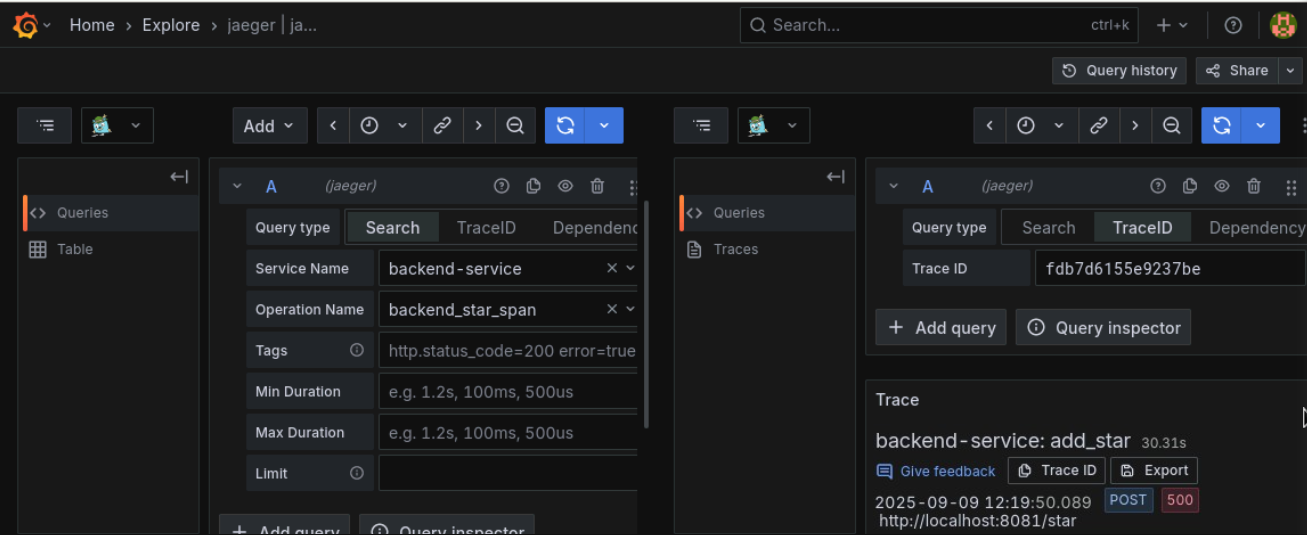 Home › Explore › jaeger | ja...
Search... ctrl+k
Query history Share
Add
Queries
Table
A (jaeger)
Query type Search TraceID Dependenc
Service Name backend-service
Operation Name backend_star_span
Tags http.status_code=200 error=true
Min Duration e.g. 1.2s, 100ms, 500us
Max Duration e.g. 1.2s, 100ms, 500us
Limit
+ Add query Query inspector
Queries
Traces
A (jaeger)
Query type Search TraceID Dependency
Trace ID fdb7d6155e9237be
+ Add query Query inspector
Trace
backend-service: add_star 30.31s
Give feedback Trace ID Export
2025-09-09 12:19:50.089 POST 500
http://localhost:8081/star